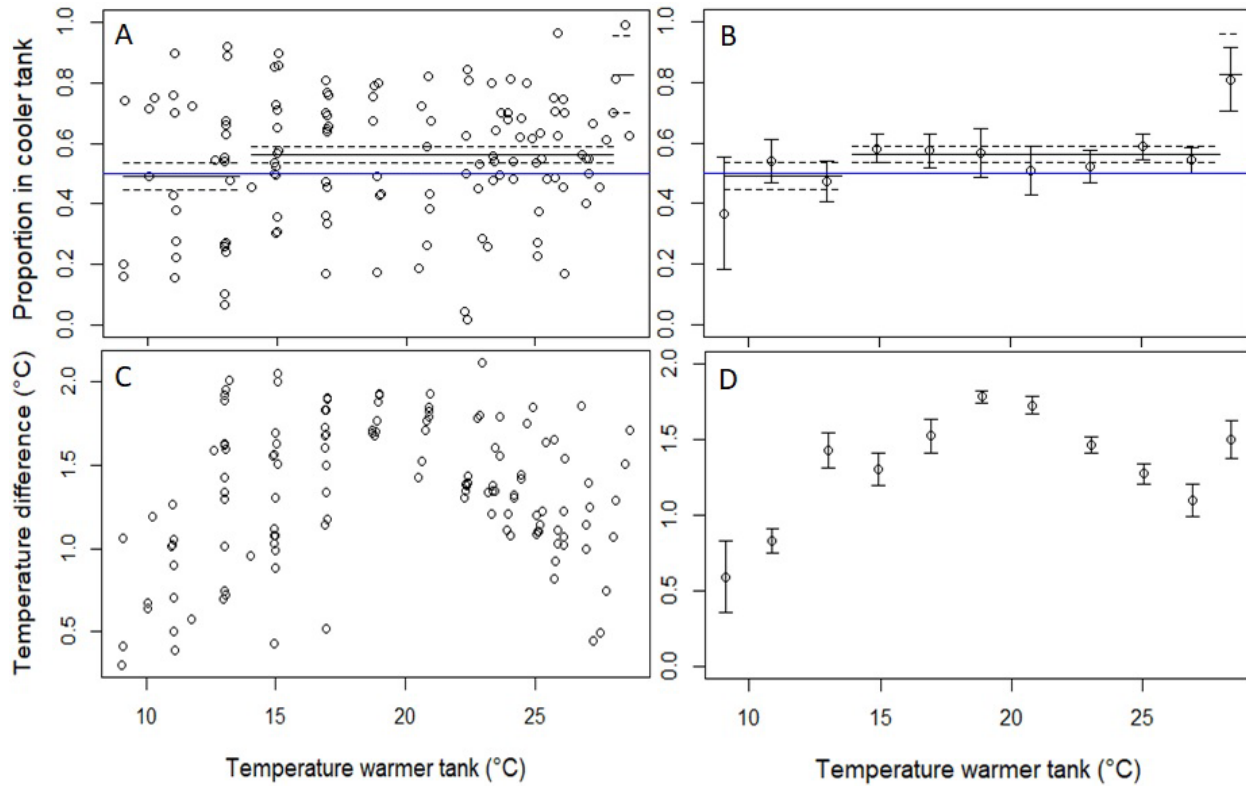 A
B
Proportion in cooler tank
0.0 0.2 0.4 0.6 0.8 1.0
0.0 0.2 0.4 0.6 0.8 1.0
C
D
Temperature difference (°C)
0.5 1.0 1.5 2.0
0.0 0.5 1.0 1.5 2.0
10 15 20 25
10 15 20 25
Temperature warmer tank (°C)
Temperature warmer tank (°C)